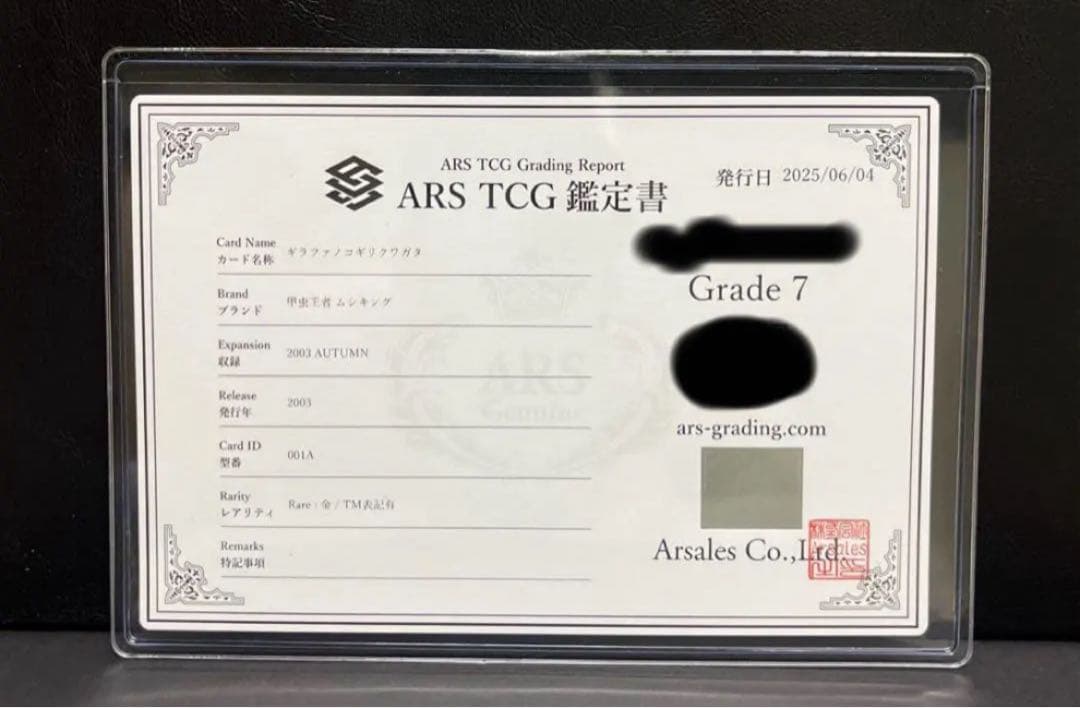 ARS TCG Grading Report
ARS TCG 鑑定書
発行日 2025/06/04
Card Name
カード名称
ギラファノコギリクワガタ
Brand
ブランド
甲虫王者 ムシキング
Expansion
収録
2003 AUTUMN
Release
発行年
2003
Card ID
型番
001A
Rarity
レアリティ
Rare : 金 / TM表記有
Remarks
特記事項
Grade 7
ars-grading.com
Arsales Co.,Ltd.
ARS
Genuine